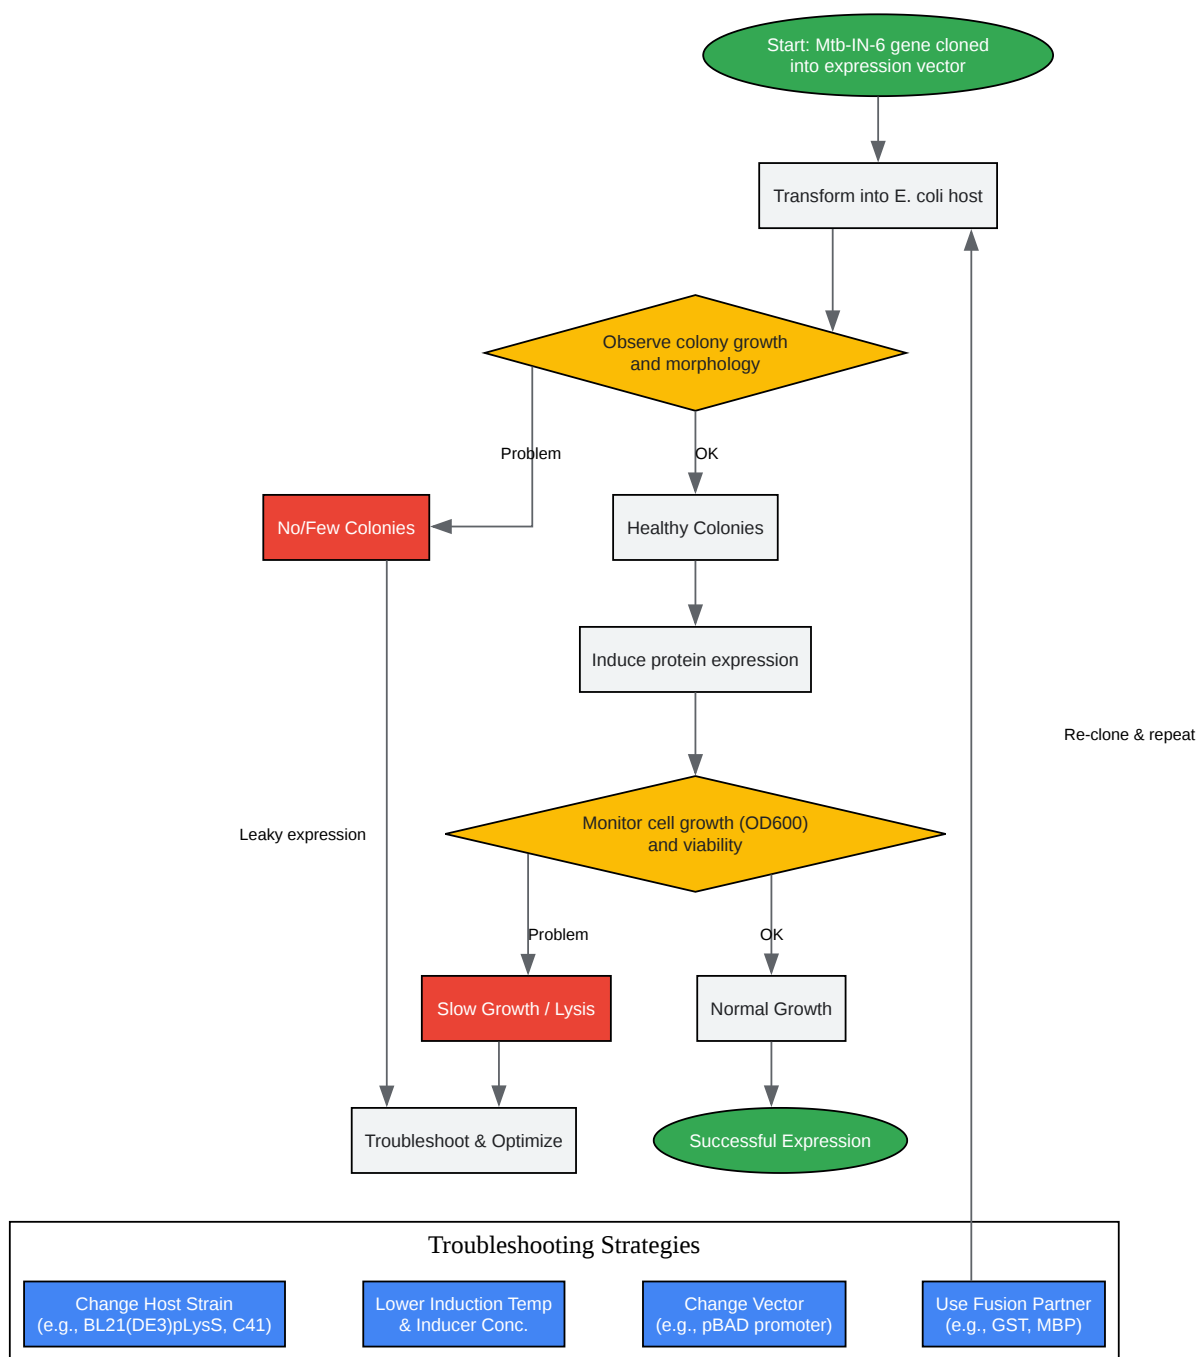 Start: Mtb-IN-6 gene cloned
into expression vector
Transform into E. coli host
Observe colony growth
and morphology
Problem
OK
No/Few Colonies
Healthy Colonies
Induce protein expression
Re-clone & repeat
Leaky expression
Monitor cell growth (OD600)
and viability
Problem
OK
Slow Growth / Lysis
Normal Growth
Troubleshoot & Optimize
Successful Expression
Troubleshooting Strategies
Change Host Strain
(e.g., BL21(DE3)pLysS, C41)
Lower Induction Temp
& Inducer Conc.
Change Vector
(e.g., pBAD promoter)
Use Fusion Partner
(e.g., GST, MBP)